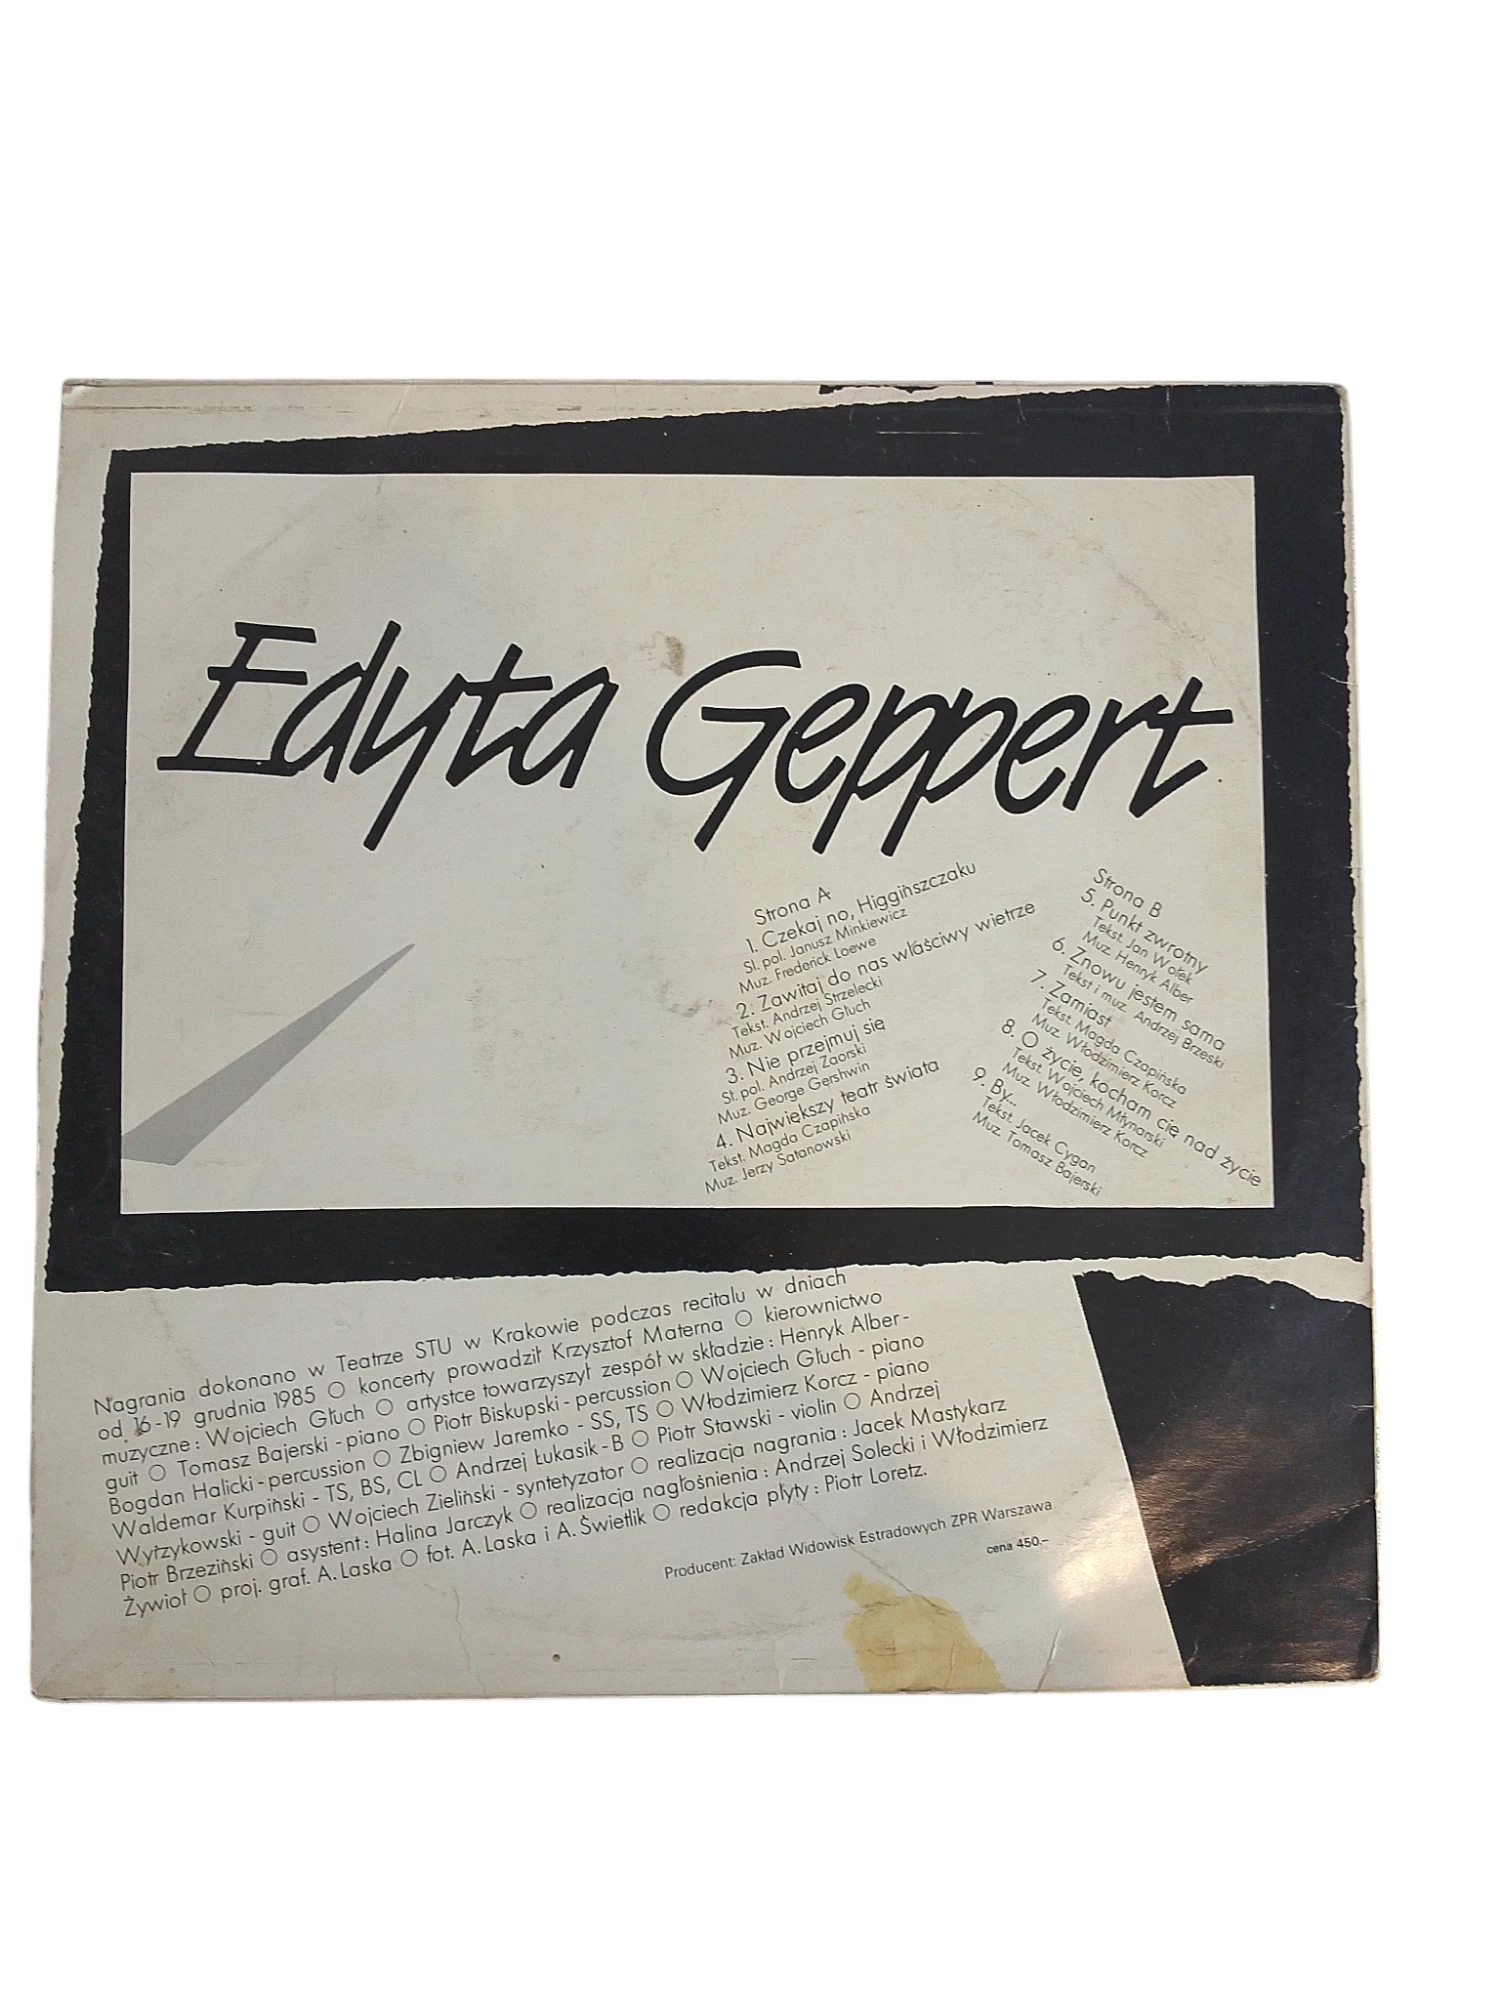 Edyta Geppert
Strona A
1. Czekaj no, Higginszczaku
Sł. pol. Janusz Minkiewicz
Muz. Frederick Loewe
2. Zawitaj do nas właściwy wietrze
Tekst. Andrzej Strzelecki
Muz. Wojciech Głuch
3. Nie przejmuj się
Sł. pol. Andrzej Zaorski
Muz. George Gershwin
4. Największy teatr świata
Tekst. Magda Czapińska
Muz. Jerzy Satanowski
Strona B
5. Punkt zwrotny
Tekst. Jan Wołek
Muz. Henryk Alber
6. Znowu jestem sama
Tekst i muz. Andrzej Brzeski
7. Zamiast
Tekst. Magda Czapińska
Muz. Włodzimierz Korcz
8. O życie, kocham cię nad życie
Tekst. Wojciech Młynarski
Muz. Włodzimierz Korcz
9. By...
Tekst. Jacek Cygan
Muz. Tomasz Bajerski
Nagrania dokonano w Teatrze STU w Krakowie podczas recitalu w dniach
od 16-19 grudnia 1985 ○ koncerty prowadził Krzysztof Materna ○ kierownictwo
muzyczne: Wojciech Głuch ○ artystce towarzyszył zespół w składzie: Henryk Alber -
guit ○ Tomasz Bajerski - piano ○ Piotr Biskupski - percussion ○ Wojciech Głuch - piano
Bogdan Halicki - percussion ○ Zbigniew Jaremko - SS, TS ○ Włodzimierz Korcz - piano
Waldemar Kurpiński - TS, BS, CL ○ Andrzej Łukasik - B ○ Piotr Stawski - violin ○ Andrzej
Wyrzykowski - guit ○ Wojciech Zieliński - syntetyzator ○ realizacja nagrania: Jacek Mastykarz
Piotr Brzeziński ○ asystent: Halina Jarczyk ○ realizacja nagłośnienia: Andrzej Solecki i Włodzimierz
Żywioł ○ proj. graf. A. Laska ○ fot. A. Laska i A. Świetlik ○ redakcja płyty: Piotr Loretz.
Producent: Zakład Widowisk Estradowych ZPR Warszawa
cena 450.-